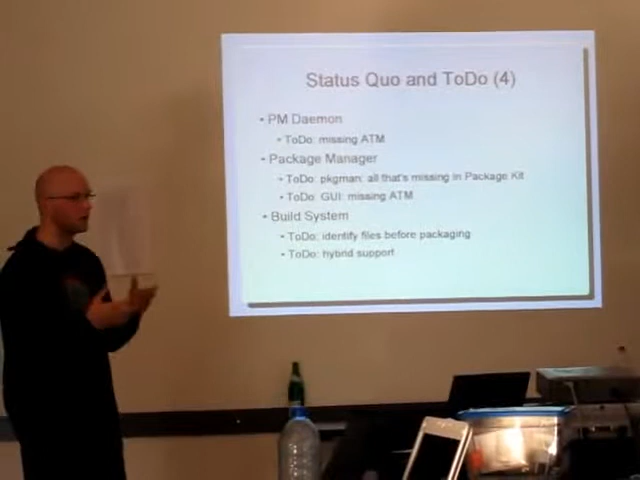 Status Quo and ToDo (4)
• PM Daemon
• ToDo: missing ATM
• Package Manager
• ToDo: pkgman: all that's missing in Package Kit
• ToDo: GUI: missing ATM
• Build System
• ToDo: identify files before packaging
• ToDo: hybrid support